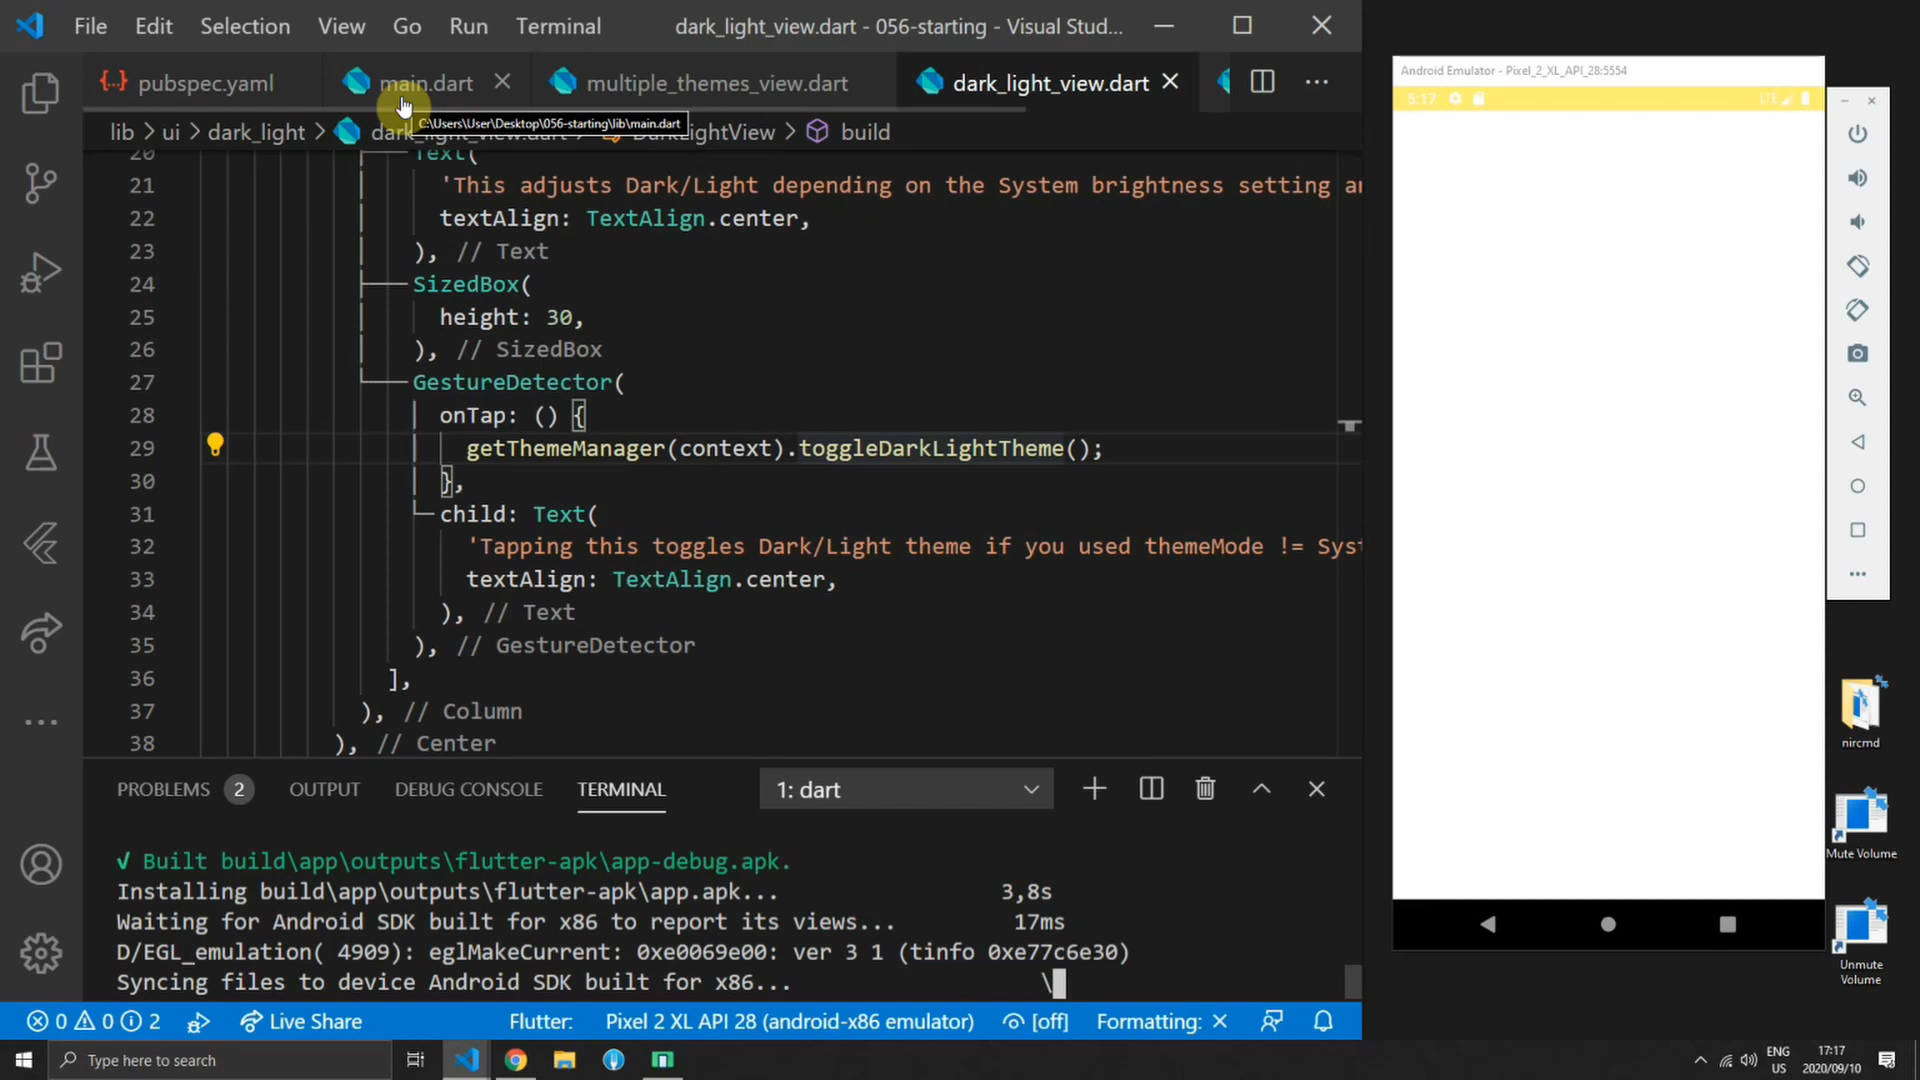 File Edit Selection View Go Run Terminal dark_light_view.dart - 056-starting - Visual Stud...
pubspec.yaml main.dart multiple_themes_view.dart dark_light_view.dart
C:\Users\User\Desktop\056-starting\lib\main.dart
lib > ui > dark_light > dark_light_view.dart > DarkLightView > build
20 Text(
21 'This adjusts Dark/Light depending on the System brightness setting ar
22 textAlign: TextAlign.center,
23 ), // Text
24 SizedBox(
25 height: 30,
26 ), // SizedBox
27 GestureDetector(
28 onTap: () {
29 getThemeManager(context).toggleDarkLightTheme();
30 },
31 child: Text(
32 'Tapping this toggles Dark/Light theme if you used themeMode != Syst
33 textAlign: TextAlign.center,
34 ), // Text
35 ), // GestureDetector
36 ],
37 ), // Column
38 ), // Center
PROBLEMS 2 OUTPUT DEBUG CONSOLE TERMINAL 1: dart
√ Built build\app\outputs\flutter-apk\app-debug.apk.
Installing build\app\outputs\flutter-apk\app.apk... 3,8s
Waiting for Android SDK built for x86 to report its views... 17ms
D/EGL_emulation( 4909): eglMakeCurrent: 0xe0069e00: ver 3 1 (tinfo 0xe77c6e30)
Syncing files to device Android SDK built for x86... \
0 0 2 Live Share Flutter: Pixel 2 XL API 28 (android-x86 emulator) [off] Formatting: ×
Android Emulator - Pixel_2_XL_API_28:5554
5:17 LTE
nircmd
Mute Volume
Unmute
Volume
Type here to search
ENG
US
17:17
2020/09/10